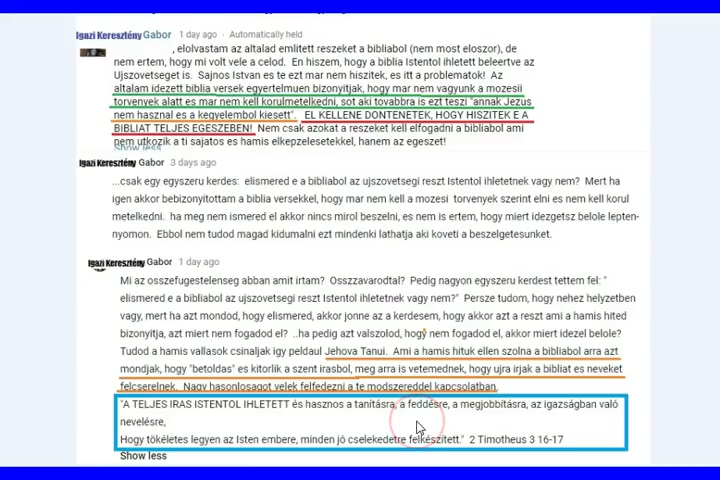 Igazi Keresztény Gabor 1 day ago · Automatically held
, elolvastam az altalad emlitett reszeket a bibliabol (nem most eloszor), de
nem ertem, hogy mi volt vele a celod. En hiszem, hogy a biblia Istentol ihletett beleertve az
Ujszovetseget is. Sajnos Istvan es te ezt mar nem hiszitek, es itt a problematok! Az
altalam idezett biblia versek egyertelmuen bizonyitjak, hogy mar nem vagyunk a mozesii
torvenyek alatt es mar nem kell korulmetelkedni, sot aki tovabbra is ezt teszi "annak Jezus
nem hasznal es a kegyelembol kiesett". EL KELLENE DONTENETEK, HOGY HISZITEK E A
BIBLIAT TELJES EGESZEBEN! Nem csak azokat a reszeket kell elfogadni a bibliabol ami
nem utkozik a ti sajatos es hamis elkepzelesetekkel, hanem az egeszet!
Show less
Igazi Keresztény Gabor 3 days ago
...csak egy egyszeru kerdes: elismered e a bibliabol az ujszovetsegi reszt Istentol ihletetnek vagy nem? Mert ha
igen akkor bebizonyitottam a biblia versekkel, hogy mar nem kell a mozesi torvenyek szerint elni es nem kell korul
metelkedni. ha meg nem ismered el akkor nincs mirol beszelni, es nem is ertem, hogy miert idezgetsz belole lepten-
nyomon. Ebbol nem tudod magad kidumalni ezt mindenki lathatja aki koveti a beszelgetesunket.
Igazi Keresztény Gabor 1 day ago
Mi az osszefugestelenseg abban amit irtam? Osszzavarodtal? Pedig nagyon egyszeru kerdest tettem fel: "
elismered e a bibliabol az ujszovetsegi reszt Istentol ihletetnek vagy nem?" Persze tudom, hogy nehez helyzetben
vagy, mert ha azt mondod, hogy elismered, akkor jonne az a kerdesem, hogy akkor azt a reszt ami a hamis hited
bizonyitja, azt miert nem fogadod el? ..ha pedig azt valszolod, hogy nem fogadod el, akkor miert idezel belole?
Tudod a hamis vallasok csinaljak igy peldaul Jehova Tanui. Ami a hamis hituk ellen szolna a bibliabol arra azt
mondjak, hogy "betoldas" es kitorlik a szent irasbol, meg arra is vetemednek, hogy ujra irjak a bibliat es neveket
felcserelnek. Nagy hasonlosagot velek felfedezni a te modszereddel kapcsolatban.
"A TELJES IRAS ISTENTOL IHLETETT és hasznos a tanításra, a feddésre, a megjobbításra, az igazságban való
nevelésre,
Hogy tökéletes legyen az Isten embere, minden jó cselekedetre felkészített." 2 Timotheus 3 16-17
Show less